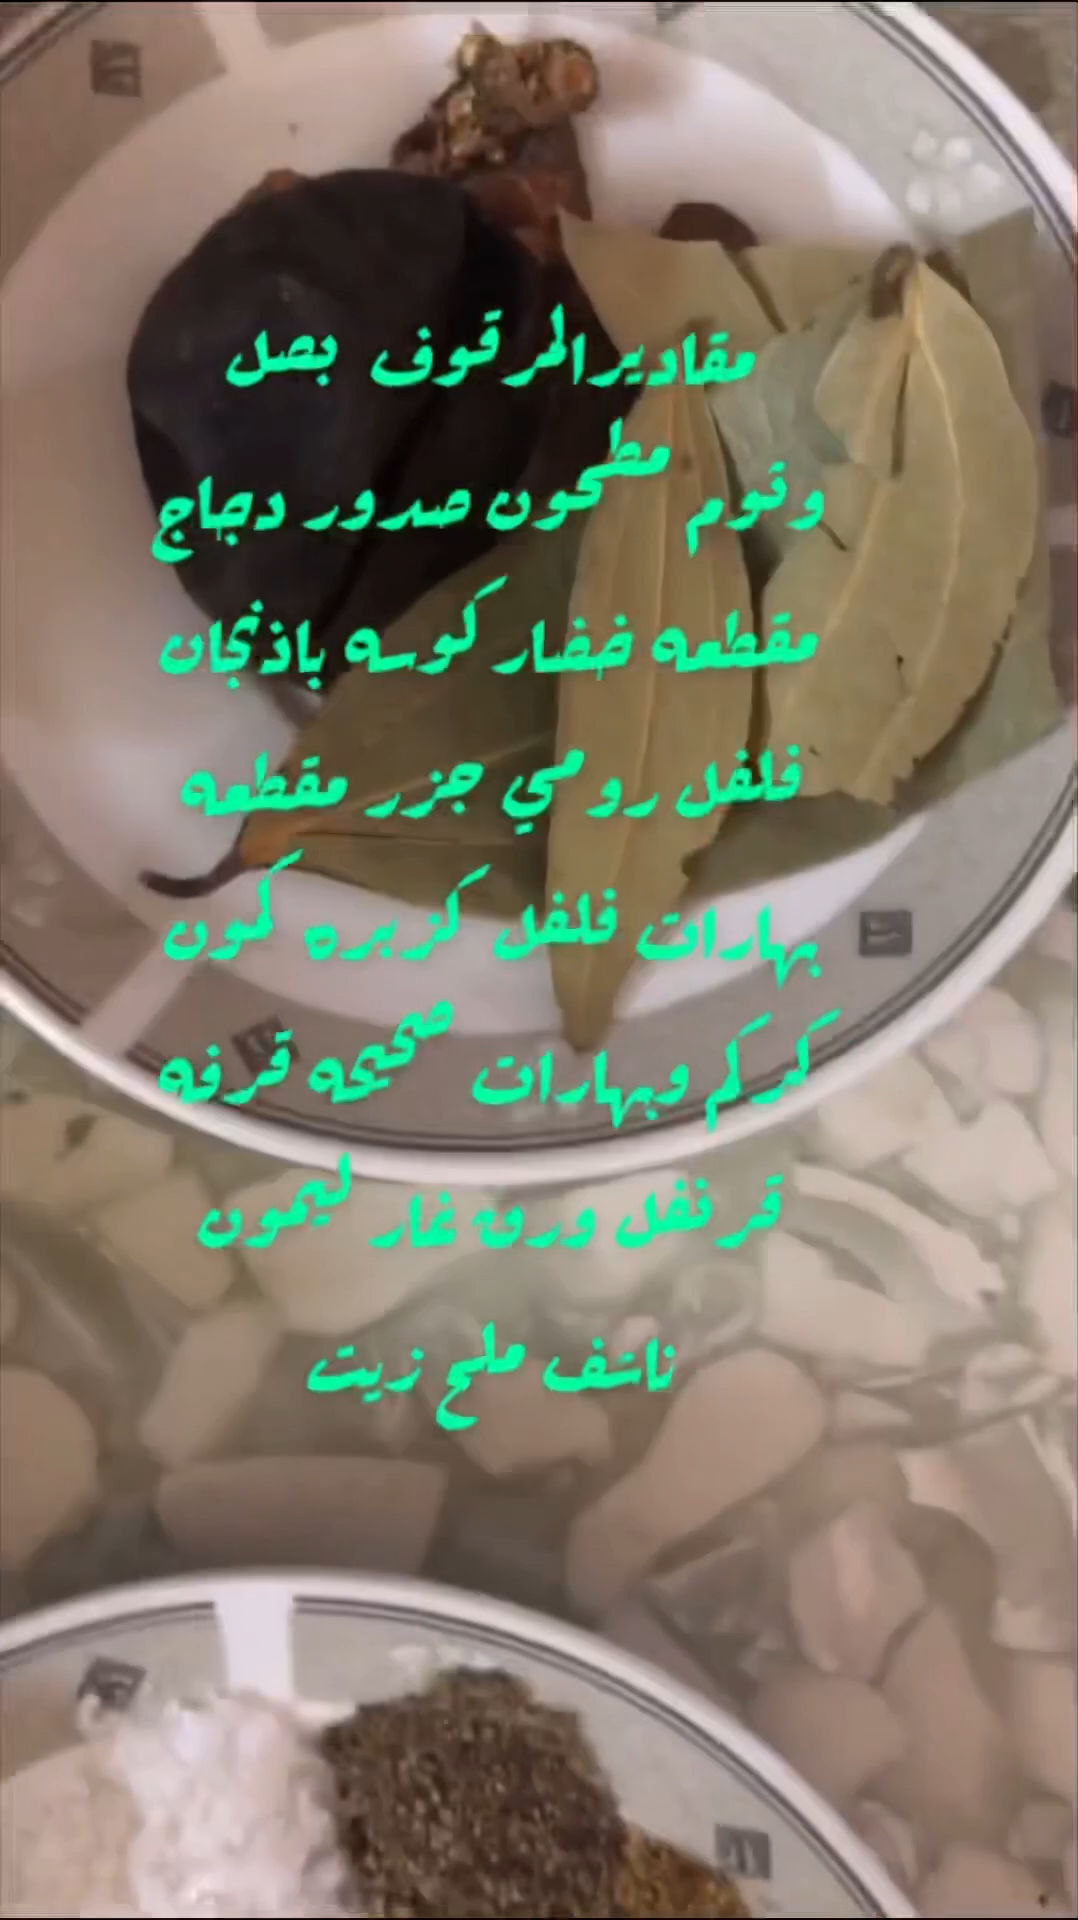 مقادير المرقوف بصل
وثوم مطحون صدور دجاج
مقطعه خضار كوسه باذنجان
فلفل رومي جزر مقطعه
بهارات فلفل كزبره كمون
كركم وبهارات صحيحه قرفه
قرنفل ورق غار ليمون
ناشف ملح زيت